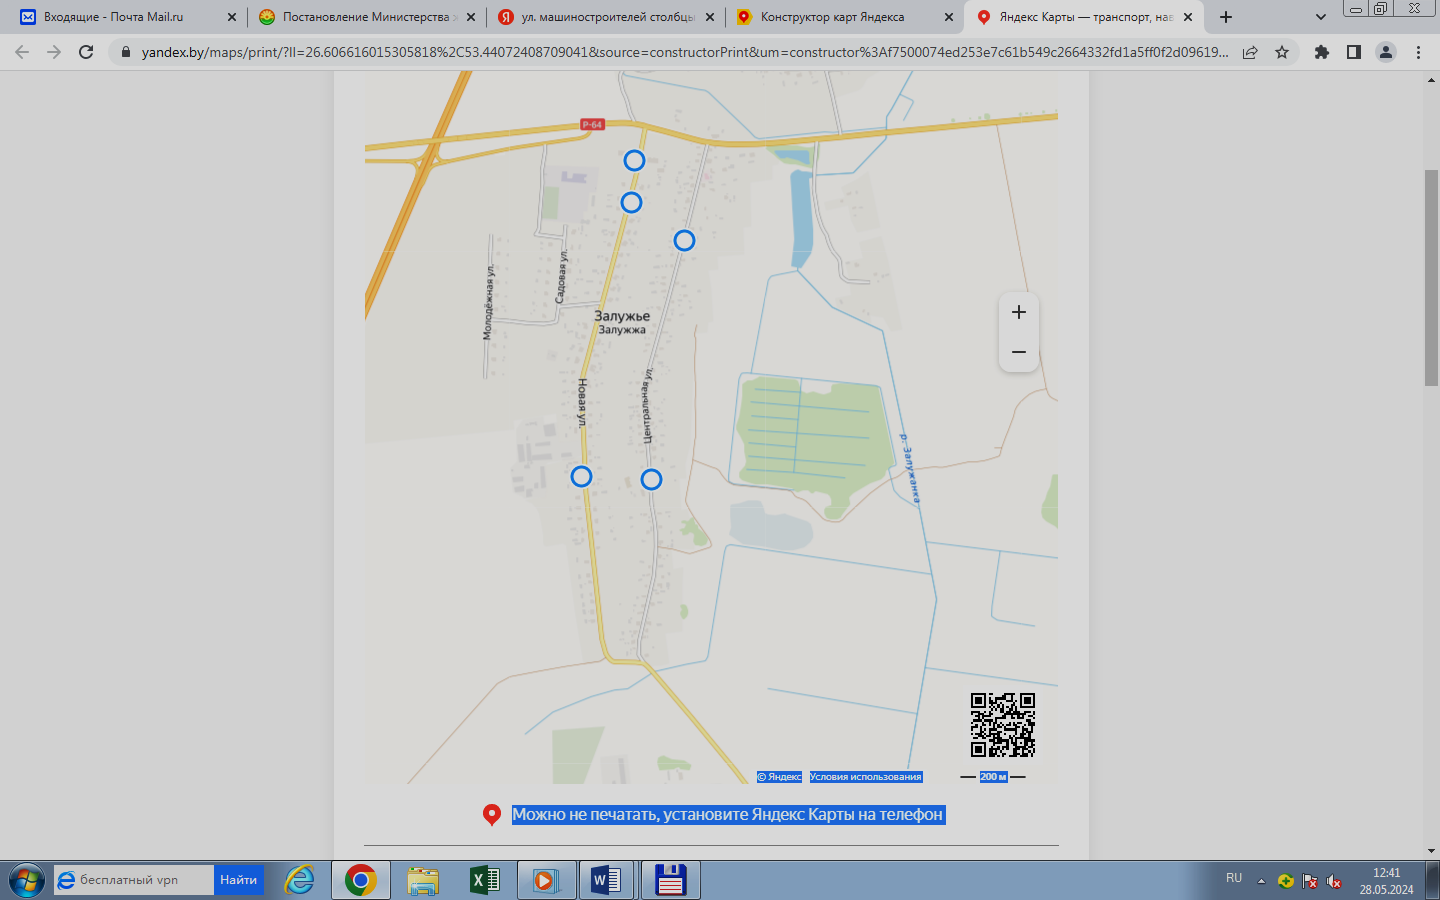 Входящие - Почта Mail.ru
Постановление Министерства
ул. машиностроителей столбцы
Конструктор карт Яндекса
Яндекс Карты — транспорт, нав
yandex.by/maps/print/?ll=26.606616015305818%2C53.44072408709041&source=constructorPrint&um=constructor%3Af7500074ed253e7c61b549c2664332fd1a5ff0f2d09619...
P-64
Молодёжная ул.
Садовая ул.
Залужье
Залужжа
Новая ул.
Центральная ул.
р. Залужанка
© Яндекс
Условия использования
200 м
Можно не печатать, установите Яндекс Карты на телефон
бесплатный vpn
Найти
RU
12:41
28.05.2024